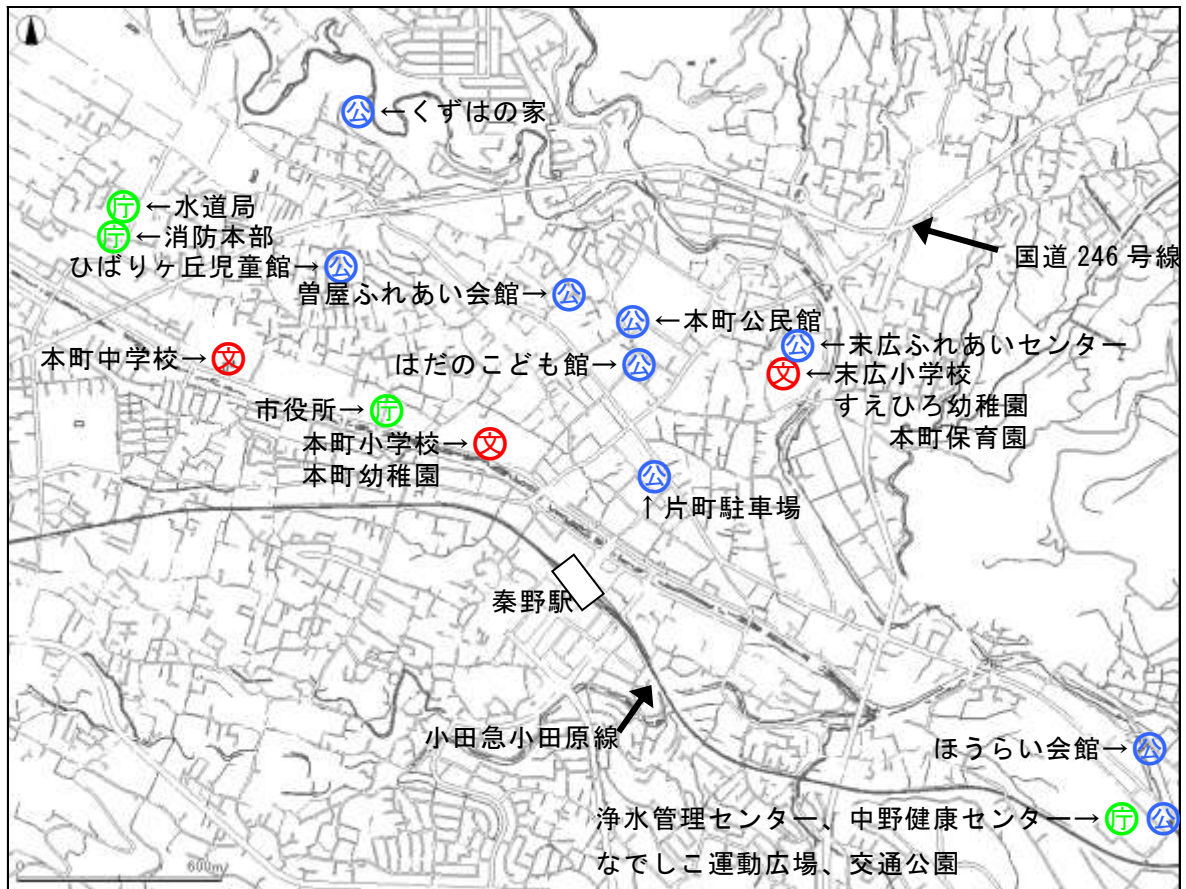 公←くずはの家
庁←水道局
庁←消防本部
国道246号線
ひばりヶ丘児童館→公
曽屋ふれあい会館→公
公←本町公民館
公←末広ふれあいセンター
本町中学校→文
はだのこども館→公
文←末広小学校
すえひろ幼稚園
本町保育園
市役所→庁
本町小学校→文
本町幼稚園
公
↑片町駐車場
秦野駅
小田急小田原線
ほうらい会館→公
浄水管理センター、中野健康センター→庁 公
なでしこ運動広場、交通公園
0 600m